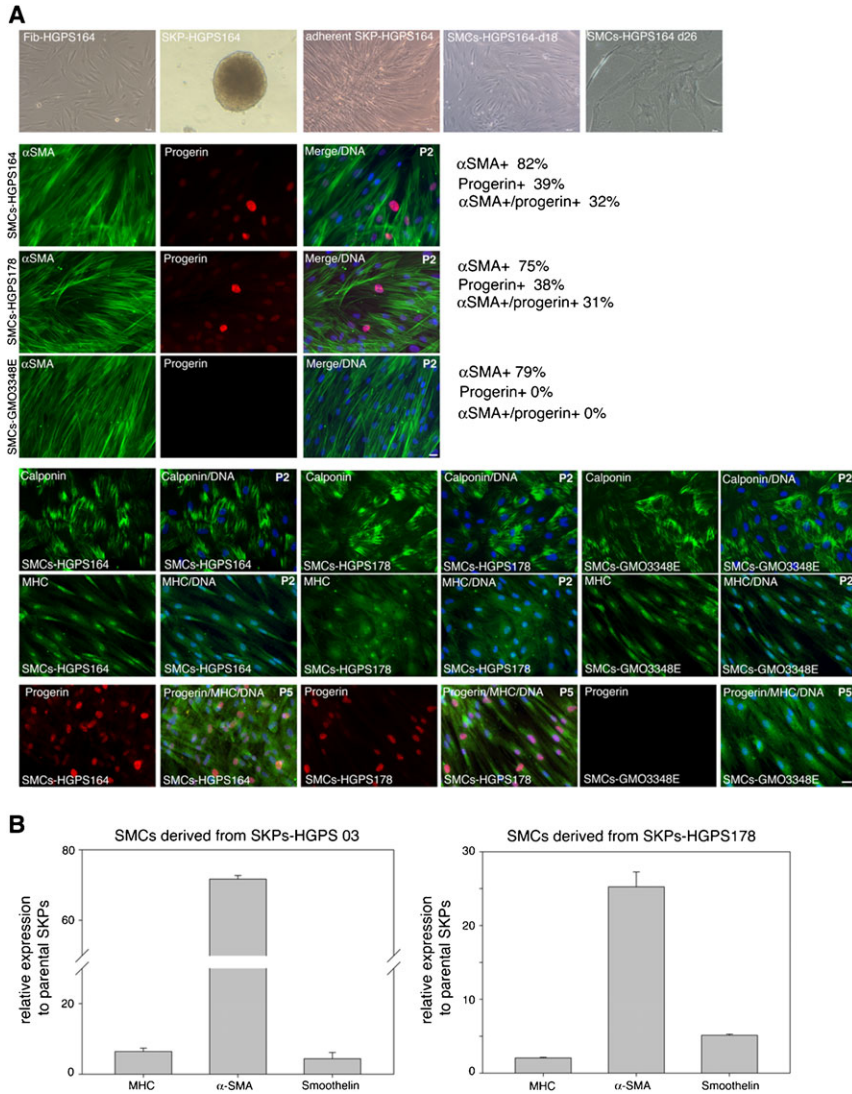 A
Fib-HGPS164 SKP-HGPS164 adherent SKP-HGPS164 SMCs-HGPS164-d18 SMCs-HGPS164 d26
SMCs-HGPS164
αSMA Progerin Merge/DNA P2
αSMA+ 82%
Progerin+ 39%
αSMA+/progerin+ 32%
SMCs-HGPS178
αSMA Progerin Merge/DNA P2
αSMA+ 75%
Progerin+ 38%
αSMA+/progerin+ 31%
SMCs-GMO3348E
αSMA Progerin Merge/DNA P2
αSMA+ 79%
Progerin+ 0%
αSMA+/progerin+ 0%
Calponin Calponin/DNA P2 Calponin Calponin/DNA P2 Calponin Calponin/DNA P2
SMCs-HGPS164 SMCs-HGPS164 SMCs-HGPS178 SMCs-HGPS178 SMCs-GMO3348E SMCs-GMO3348E
MHC MHC/DNA P2 MHC MHC/DNA P2 MHC MHC/DNA P2
SMCs-HGPS164 SMCs-HGPS164 SMCs-HGPS178 SMCs-HGPS178 SMCs-GMO3348E SMCs-GMO3348E
Progerin Progerin/MHC/DNA P5 Progerin Progerin/MHC/DNA P5 Progerin Progerin/MHC/DNA P5
SMCs-HGPS164 SMCs-HGPS164 SMCs-HGPS178 SMCs-HGPS178 SMCs-GMO3348E SMCs-GMO3348E
B
SMCs derived from SKPs-HGPS 03
relative expression
to parental SKPs
80
60
20
0
MHC α-SMA Smoothelin
SMCs derived from SKPs-HGPS178
relative expression
to parental SKPs
30
20
10
0
MHC α-SMA Smoothelin